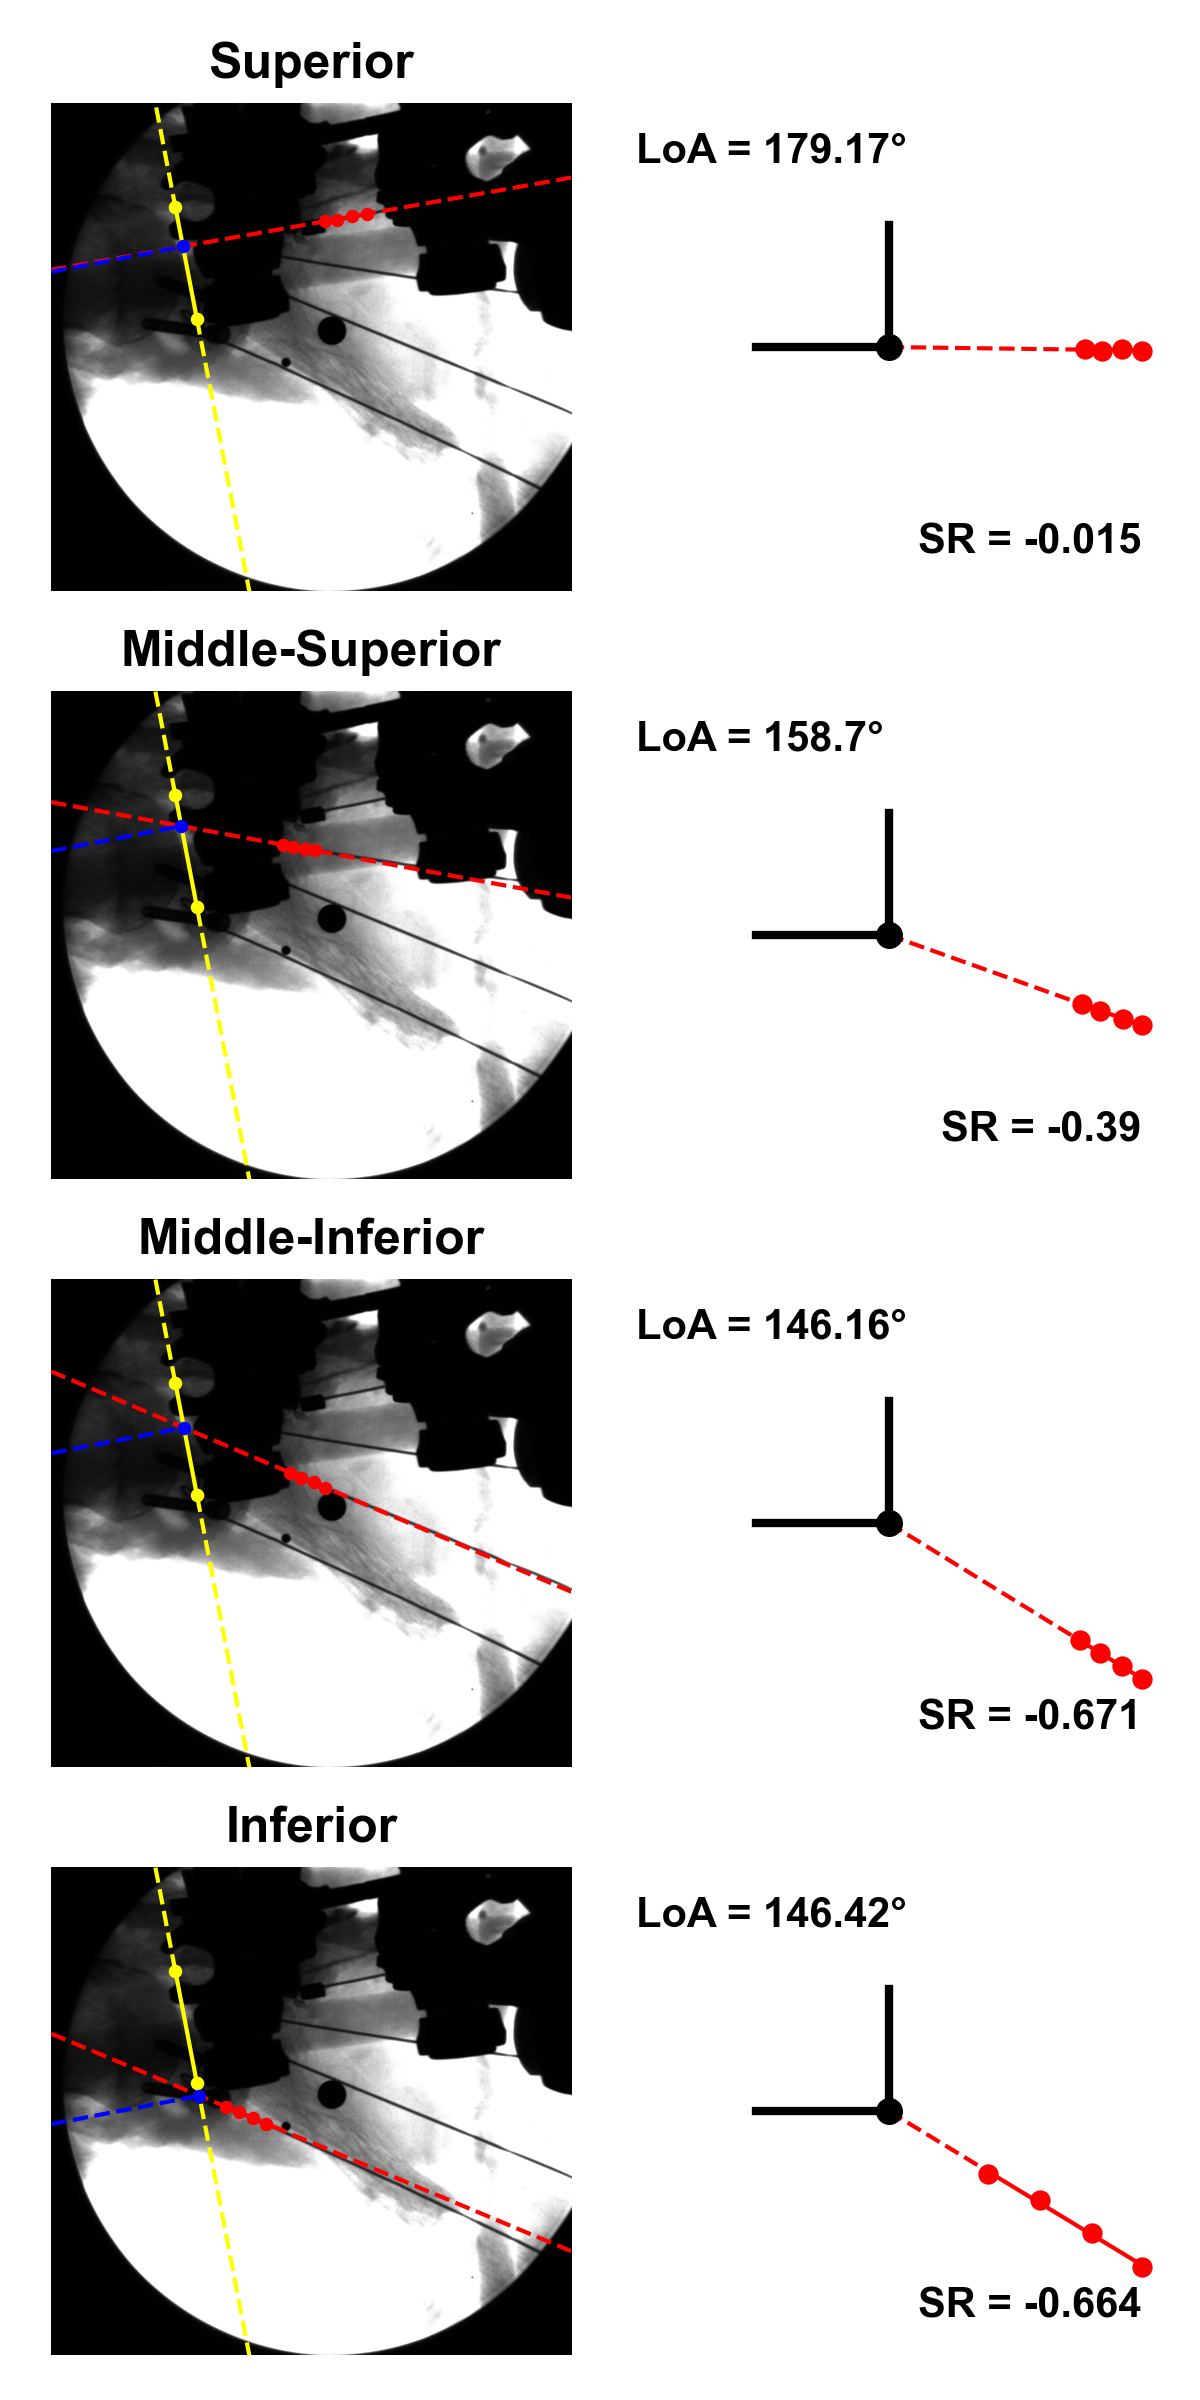 Superior
LoA = 179.17°
SR = -0.015
Middle-Superior
LoA = 158.7°
SR = -0.39
Middle-Inferior
LoA = 146.16°
SR = -0.671
Inferior
LoA = 146.42°
SR = -0.664